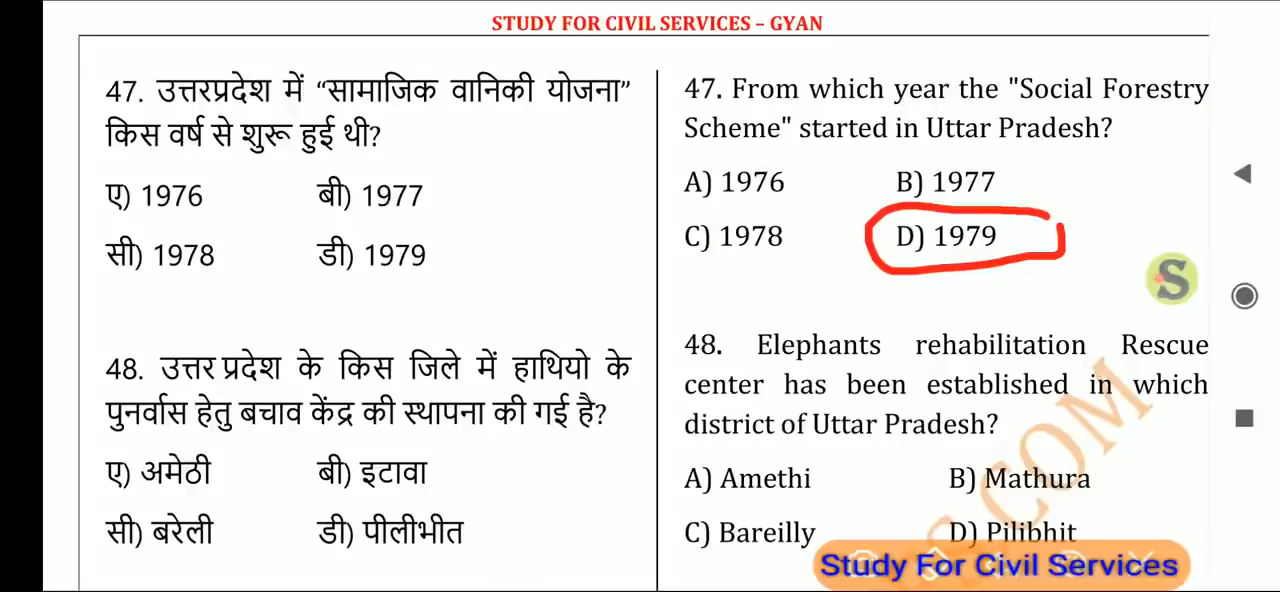 STUDY FOR CIVIL SERVICES – GYAN
47. उत्तरप्रदेश में “सामाजिक वानिकी योजना”
किस वर्ष से शुरू हुई थी?
ए) 1976 बी) 1977
सी) 1978 डी) 1979
48. उत्तर प्रदेश के किस जिले में हाथियो के
पुनर्वास हेतु बचाव केंद्र की स्थापना की गई है?
ए) अमेठी बी) इटावा
सी) बरेली डी) पीलीभीत
47. From which year the "Social Forestry
Scheme" started in Uttar Pradesh?
A) 1976 B) 1977
C) 1978 D) 1979
S
48. Elephants rehabilitation Rescue
center has been established in which
district of Uttar Pradesh?
A) Amethi B) Mathura
C) Bareilly D) Pilibhit
S.COM
Study For Civil Services